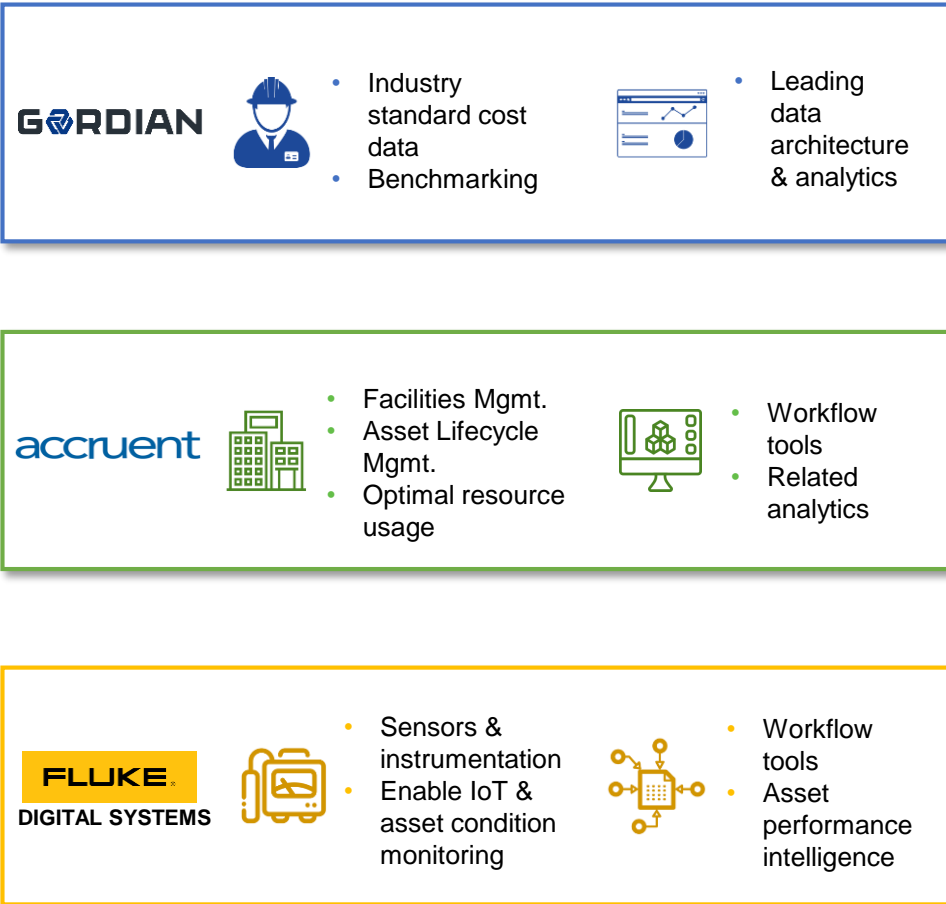 GORDIAN
• Industry
standard cost
data
• Benchmarking
• Leading
data
architecture
& analytics
accruent
• Facilities Mgmt.
• Asset Lifecycle
Mgmt.
• Optimal resource
usage
• Workflow
tools
• Related
analytics
FLUKE®
DIGITAL SYSTEMS
• Sensors &
instrumentation
• Enable IoT &
asset condition
monitoring
• Workflow
tools
• Asset
performance
intelligence